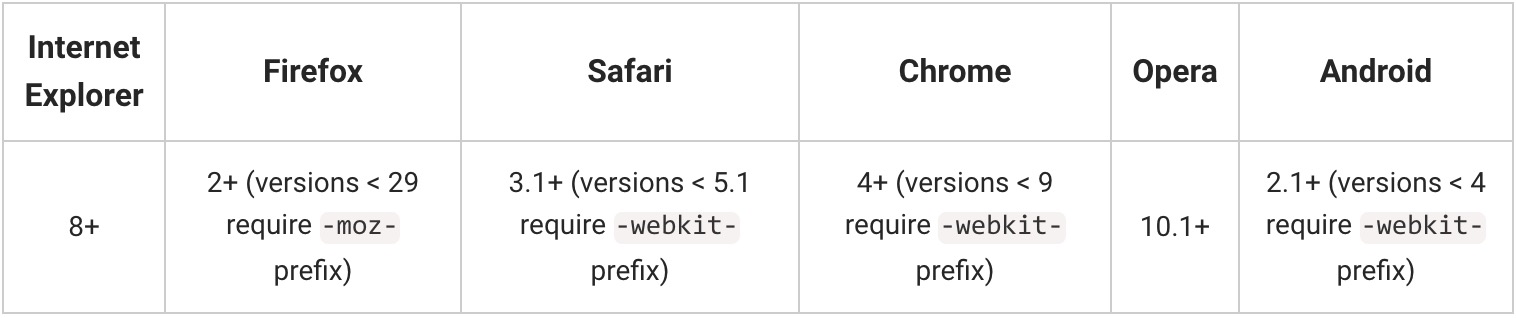 Internet
Explorer
Firefox
Safari
Chrome
Opera
Android
8+
2+ (versions < 29
require -moz-
prefix)
3.1+ (versions < 5.1
require -webkit-
prefix)
4+ (versions < 9
require -webkit-
prefix)
10.1+
2.1+ (versions < 4
require -webkit-
prefix)